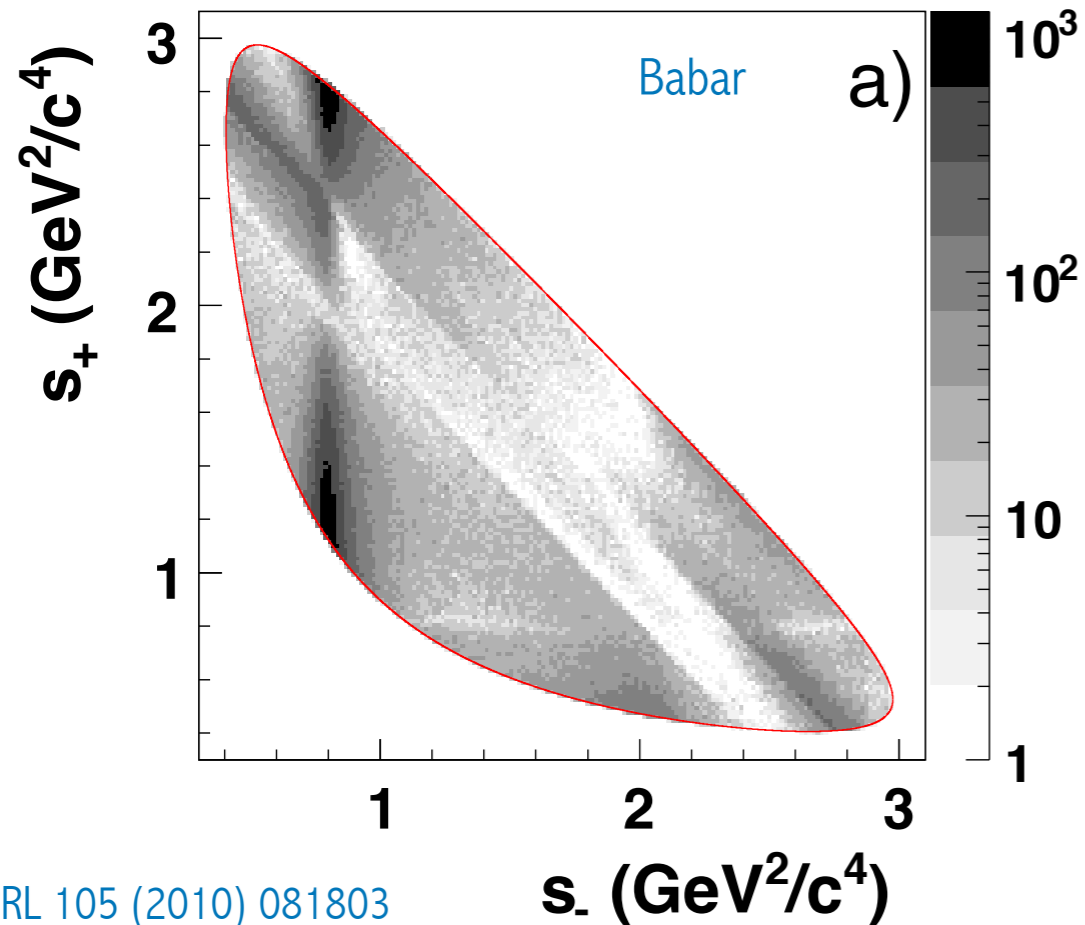 Babar
a)
s₊ (GeV²/c⁴)
3
2
1
10³
10²
10
1
1 2 3
s₋ (GeV²/c⁴)
RL 105 (2010) 081803